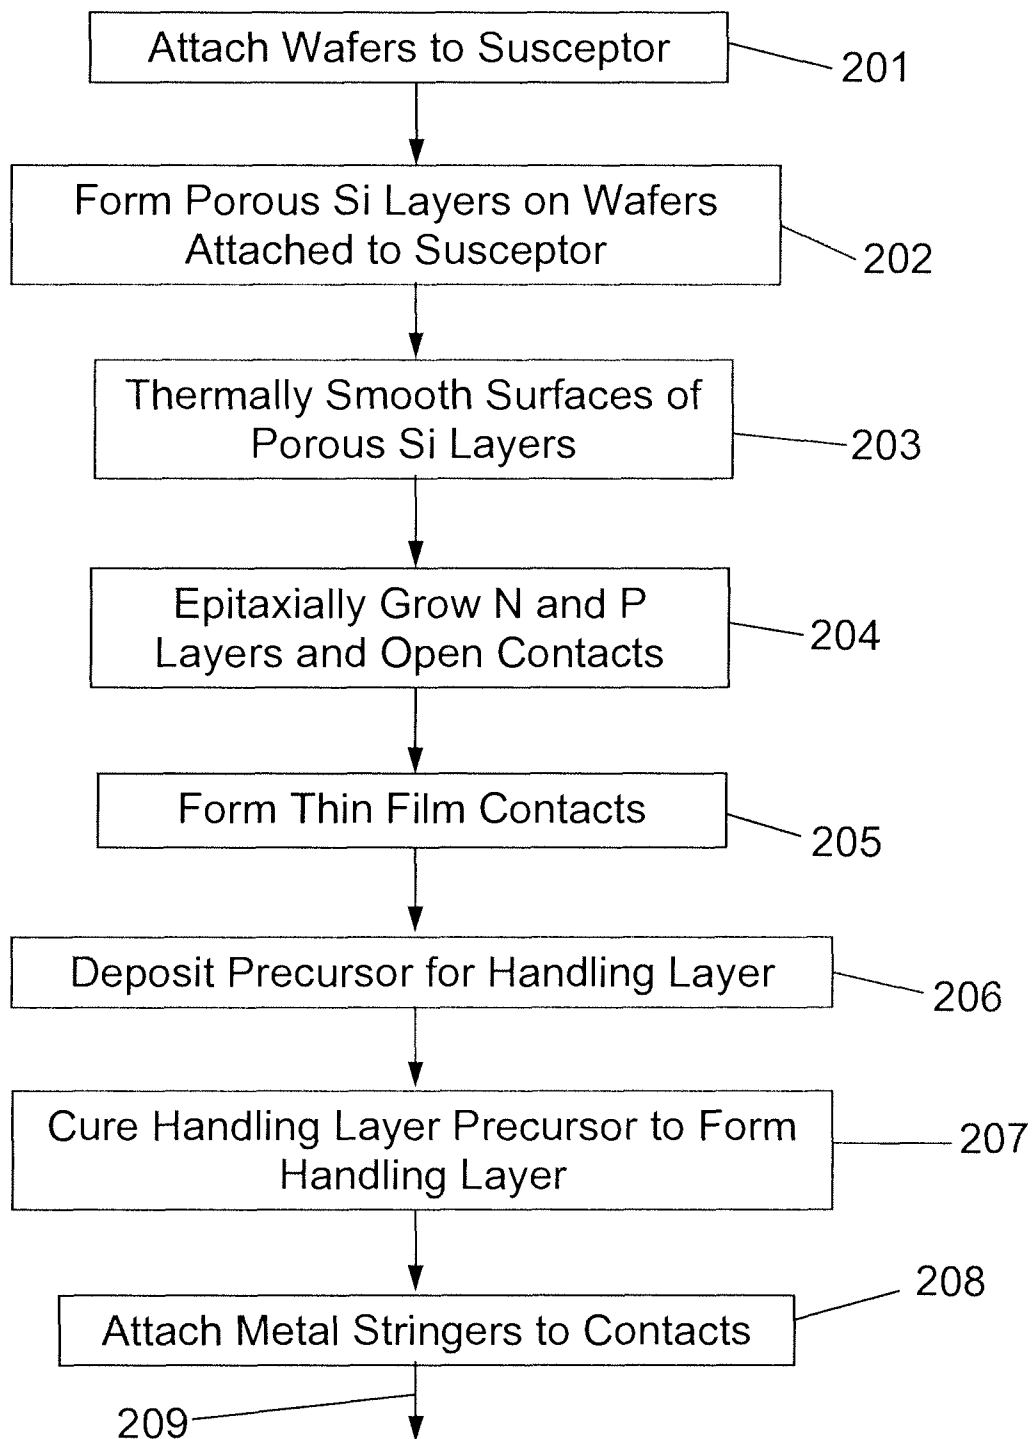 Attach Wafers to Susceptor
201
Form Porous Si Layers on Wafers
Attached to Susceptor
202
Thermally Smooth Surfaces of
Porous Si Layers
203
Epitaxially Grow N and P
Layers and Open Contacts
204
Form Thin Film Contacts
205
Deposit Precursor for Handling Layer
206
Cure Handling Layer Precursor to Form
Handling Layer
207
Attach Metal Stringers to Contacts
208
209